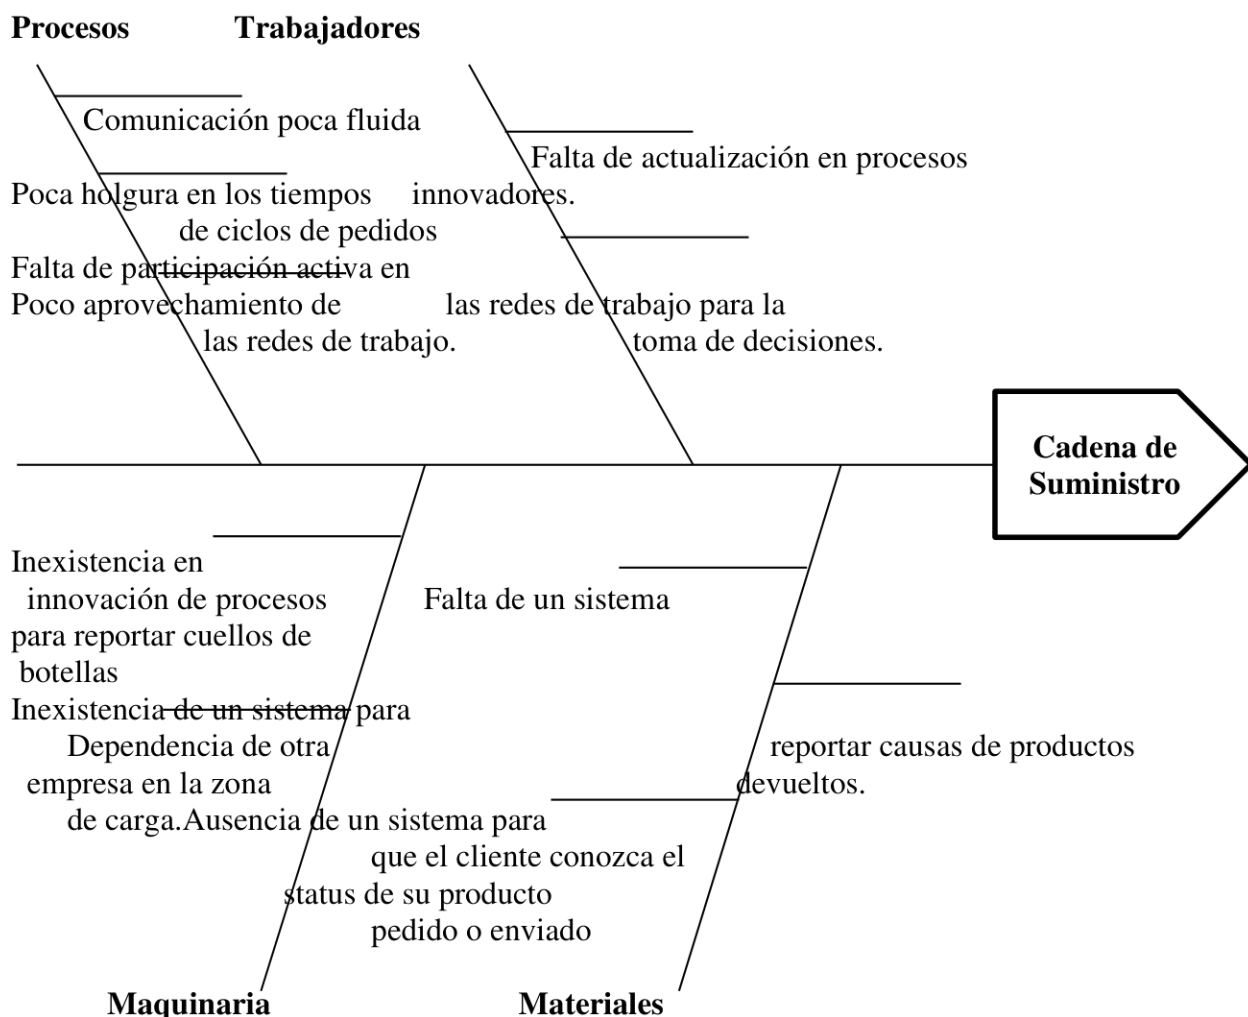 Procesos Trabajadores
Comunicación poca fluida
Falta de actualización en procesos
Poca holgura en los tiempos innovadores.
de ciclos de pedidos
Falta de participación activa en
Poco aprovechamiento de las redes de trabajo para la
las redes de trabajo. toma de decisiones.
Cadena de
Suministro
Inexistencia en
innovación de procesos Falta de un sistema
para reportar cuellos de
botellas
Inexistencia de un sistema para
Dependencia de otra reportar causas de productos
empresa en la zona devueltos.
de carga.Ausencia de un sistema para
que el cliente conozca el
status de su producto
pedido o enviado
Maquinaria Materiales